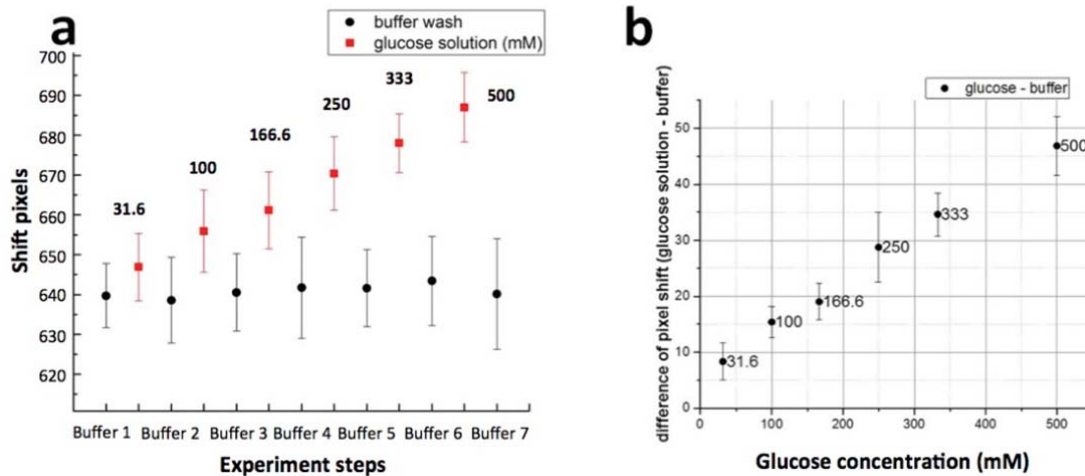 a
buffer wash
glucose solution (mM)
700
690
680
670
660
650
640
630
620
Shift pixels
31.6
100
166.6
250
333
500
Buffer 1 Buffer 2 Buffer 3 Buffer 4 Buffer 5 Buffer 6 Buffer 7
Experiment steps
b
glucose - buffer
difference of pixel shift (glucose solution - buffer)
50
40
30
20
10
0
31.6
100
166.6
250
333
500
0 100 200 300 400 500
Glucose concentration (mM)